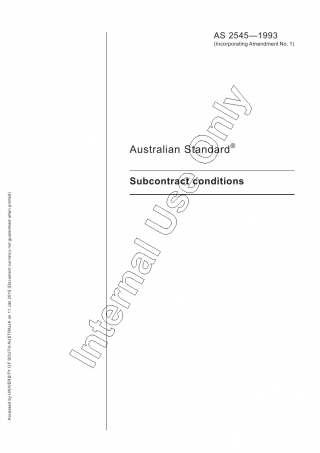 AS 2545—1993
(Incorporating Amendment No. 1)
Australian Standard®
Subcontract conditions
Internal Use Only
Accessed by UNIVERSITY OF SOUTH AUSTRALIA on 11 Jan 2015 (Document currency not guaranteed when printed)